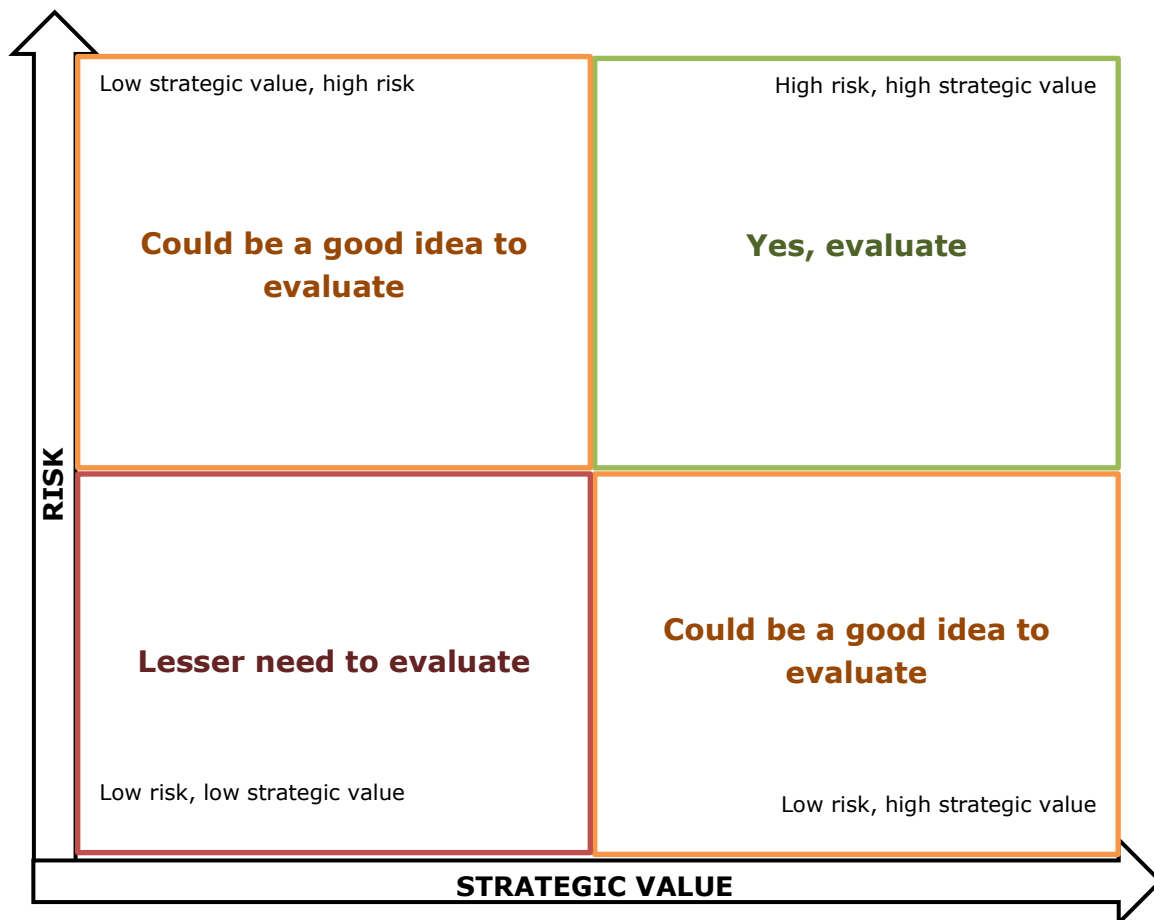 Low strategic value, high risk
High risk, high strategic value
Could be a good idea to
evaluate
Yes, evaluate
RISK
Lesser need to evaluate
Could be a good idea to
evaluate
Low risk, low strategic value
Low risk, high strategic value
STRATEGIC VALUE